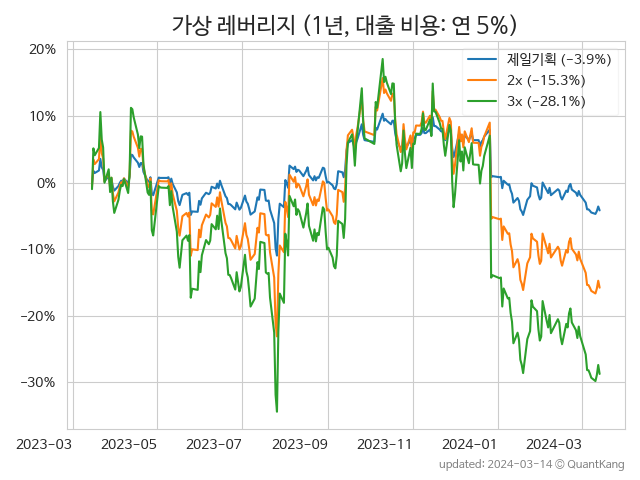 가상 레버리지 (1년, 대출 비용: 연 5%)
제일기획 (−3.9%)
2x (−15.3%)
3x (−28.1%)
20%
10%
0%
−10%
−20%
−30%
2023-03
2023-05
2023-07
2023-09
2023-11
2024-01
2024-03
updated: 2024-03-14 © QuantKang